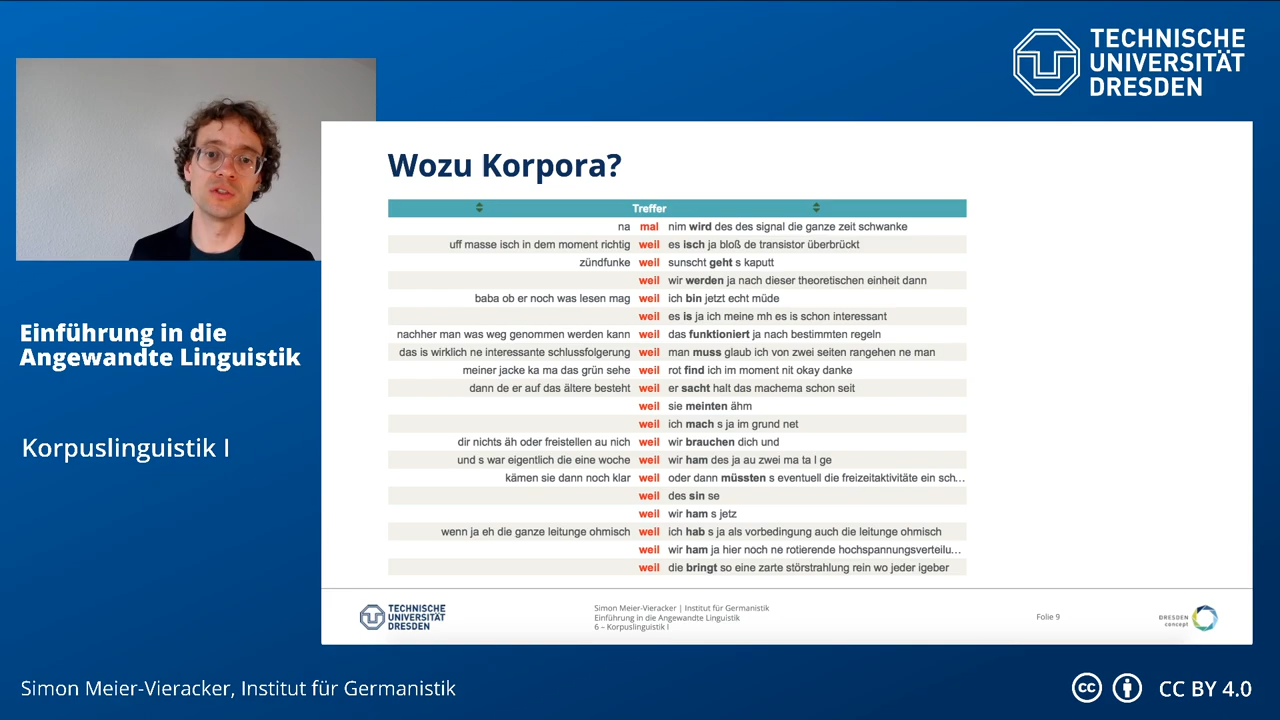 TECHNISCHE
UNIVERSITÄT
DRESDEN
Wozu Korpora?
Treffer
na mal nim wird des des signal die ganze zeit schwanke
uff masse isch in dem moment richtig weil es isch ja bloß de transistor überbrückt
zündfunke weil sunscht geht s kaputt
weil wir werden ja nach dieser theoretischen einheit dann
baba ob er noch was lesen mag weil ich bin jetzt echt müde
weil es is ja ich meine mh es is schon interessant
nachher man was weg genommen werden kann weil das funktioniert ja nach bestimmten regeln
das is wirklich ne interessante schlussfolgerung weil man muss glaub ich von zwei seiten rangehen ne man
meiner jacke ka ma das grün sehe weil rot find ich im moment nit okay danke
dann de er auf das ältere besteht weil er sacht halt das machema schon seit
weil sie meinten ähm
weil ich mach s ja im grund net
dir nichts äh oder freistellen au nich weil wir brauchen dich und
und s war eigentlich die eine woche weil wir ham des ja au zwei ma ta l ge
kämen sie dann noch klar weil oder dann müssten s eventuell die freizeitaktivitäte ein sch...
weil des sin se
weil wir ham s jetz
wenn ja eh die ganze leitunge ohmisch weil ich hab s ja als vorbedingung auch die leitunge ohmisch
weil wir ham ja hier noch ne rotierende hochspannungsverteilu...
weil die bringt so eine zarte störstrahlung rein wo jeder igeber
TECHNISCHE
UNIVERSITÄT
DRESDEN
Simon Meier-Vieracker | Institut für Germanistik
Einführung in die Angewandte Linguistik
6 – Korpuslinguistik I
Folie 9
DRESDEN
concept
Einführung in die
Angewandte Linguistik
Korpuslinguistik I
Simon Meier-Vieracker, Institut für Germanistik
cc
CC BY 4.0